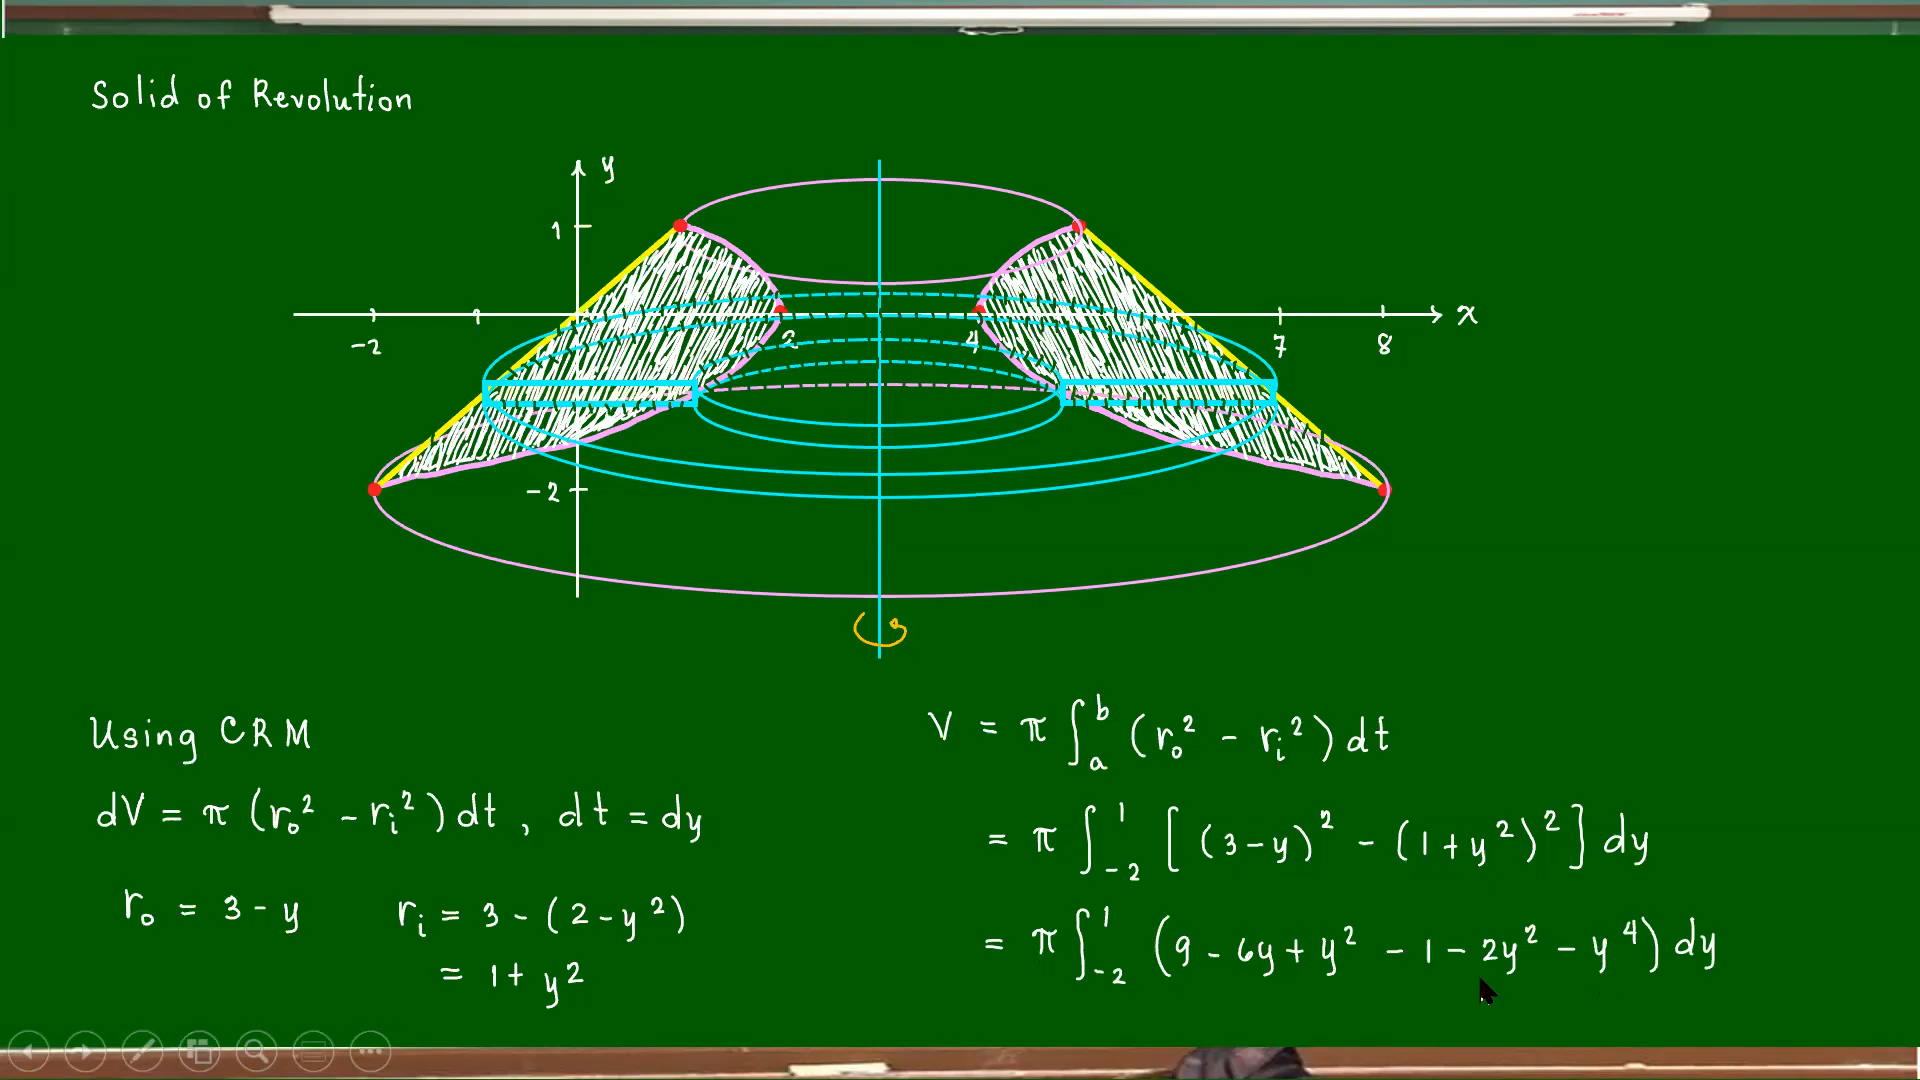 Solid of Revolution
y
1
-2 2 4 7 8 x
-2
Using CRM
dV = π (r₀² - rᵢ²) dt , dt = dy
r₀ = 3 - y rᵢ = 3 - (2 - y²)
= 1 + y²
V = π ∫ₐᵇ (r₀² - rᵢ²) dt
= π ∫₋₂¹ [ (3 - y)² - (1 + y²)² ] dy
= π ∫₋₂¹ (9 - 6y + y² - 1 - 2y² - y⁴) dy